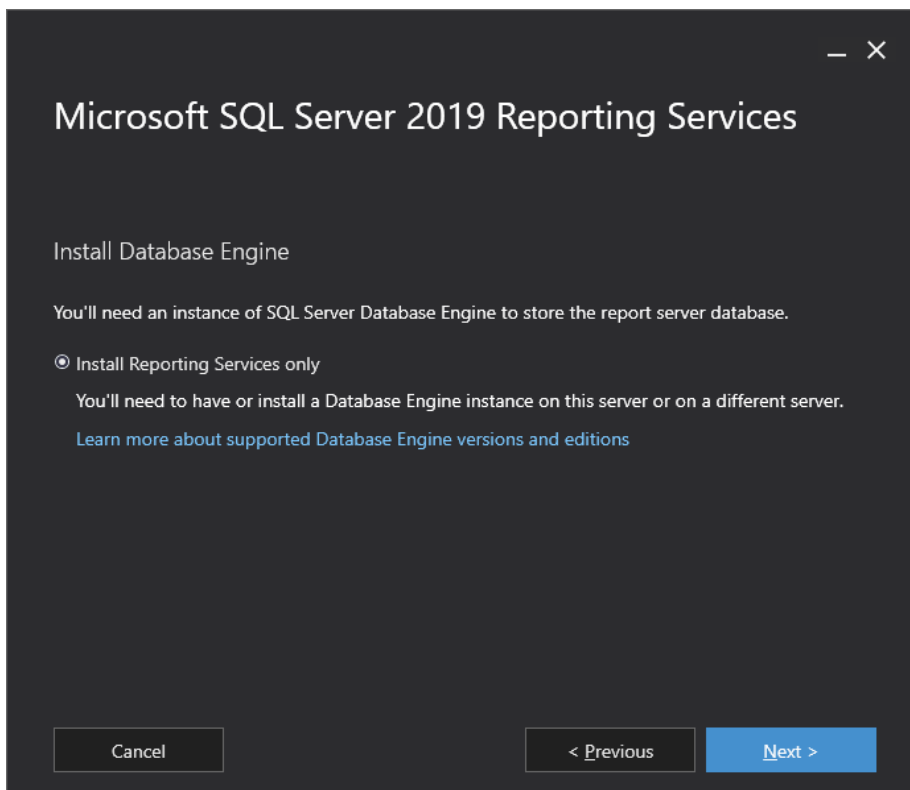 Microsoft SQL Server 2019 Reporting Services
Install Database Engine
You'll need an instance of SQL Server Database Engine to store the report server database.
Install Reporting Services only
You'll need to have or install a Database Engine instance on this server or on a different server.
Learn more about supported Database Engine versions and editions
Cancel
< Previous
Next >